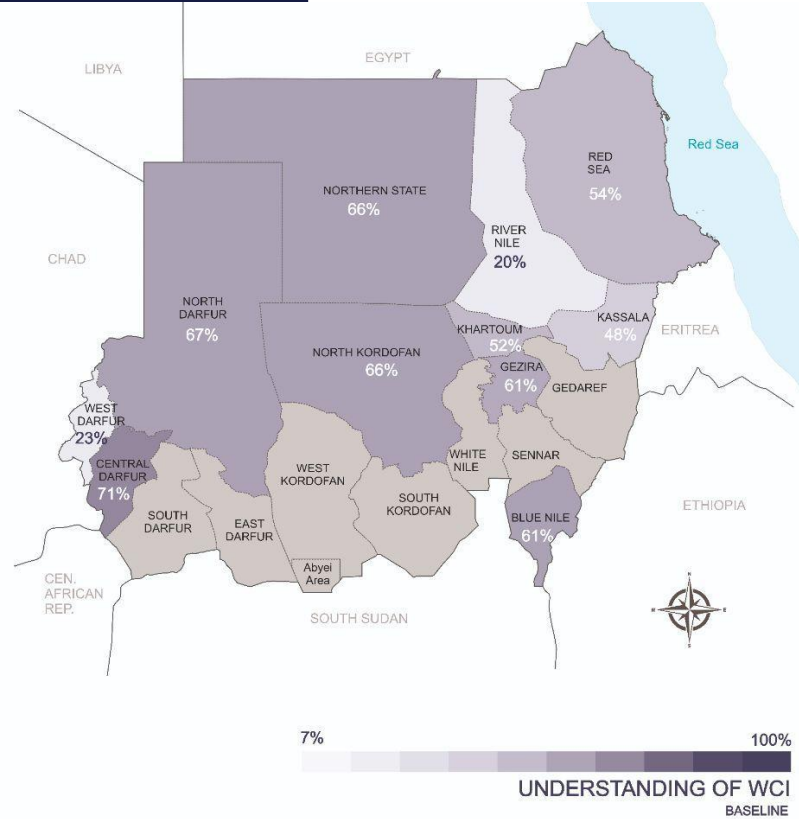 LIBYA
EGYPT
Red Sea
RED
SEA
54%
NORTHERN STATE
66%
RIVER
NILE
20%
CHAD
NORTH
DARFUR
67%
KHARTOUM
52%
KASSALA
48%
ERITREA
NORTH KORDOFAN
66%
GEZIRA
61%
GEDAREF
WEST
DARFUR
23%
CENTRAL
DARFUR
71%
WHITE
NILE
SENNAR
WEST
KORDOFAN
SOUTH
KORDOFAN
SOUTH
DARFUR
EAST
DARFUR
BLUE NILE
61%
ETHIOPIA
Abyei
Area
CEN.
AFRICAN
REP.
SOUTH SUDAN
N
W
E
S
7%
100%
UNDERSTANDING OF WCI
BASELINE